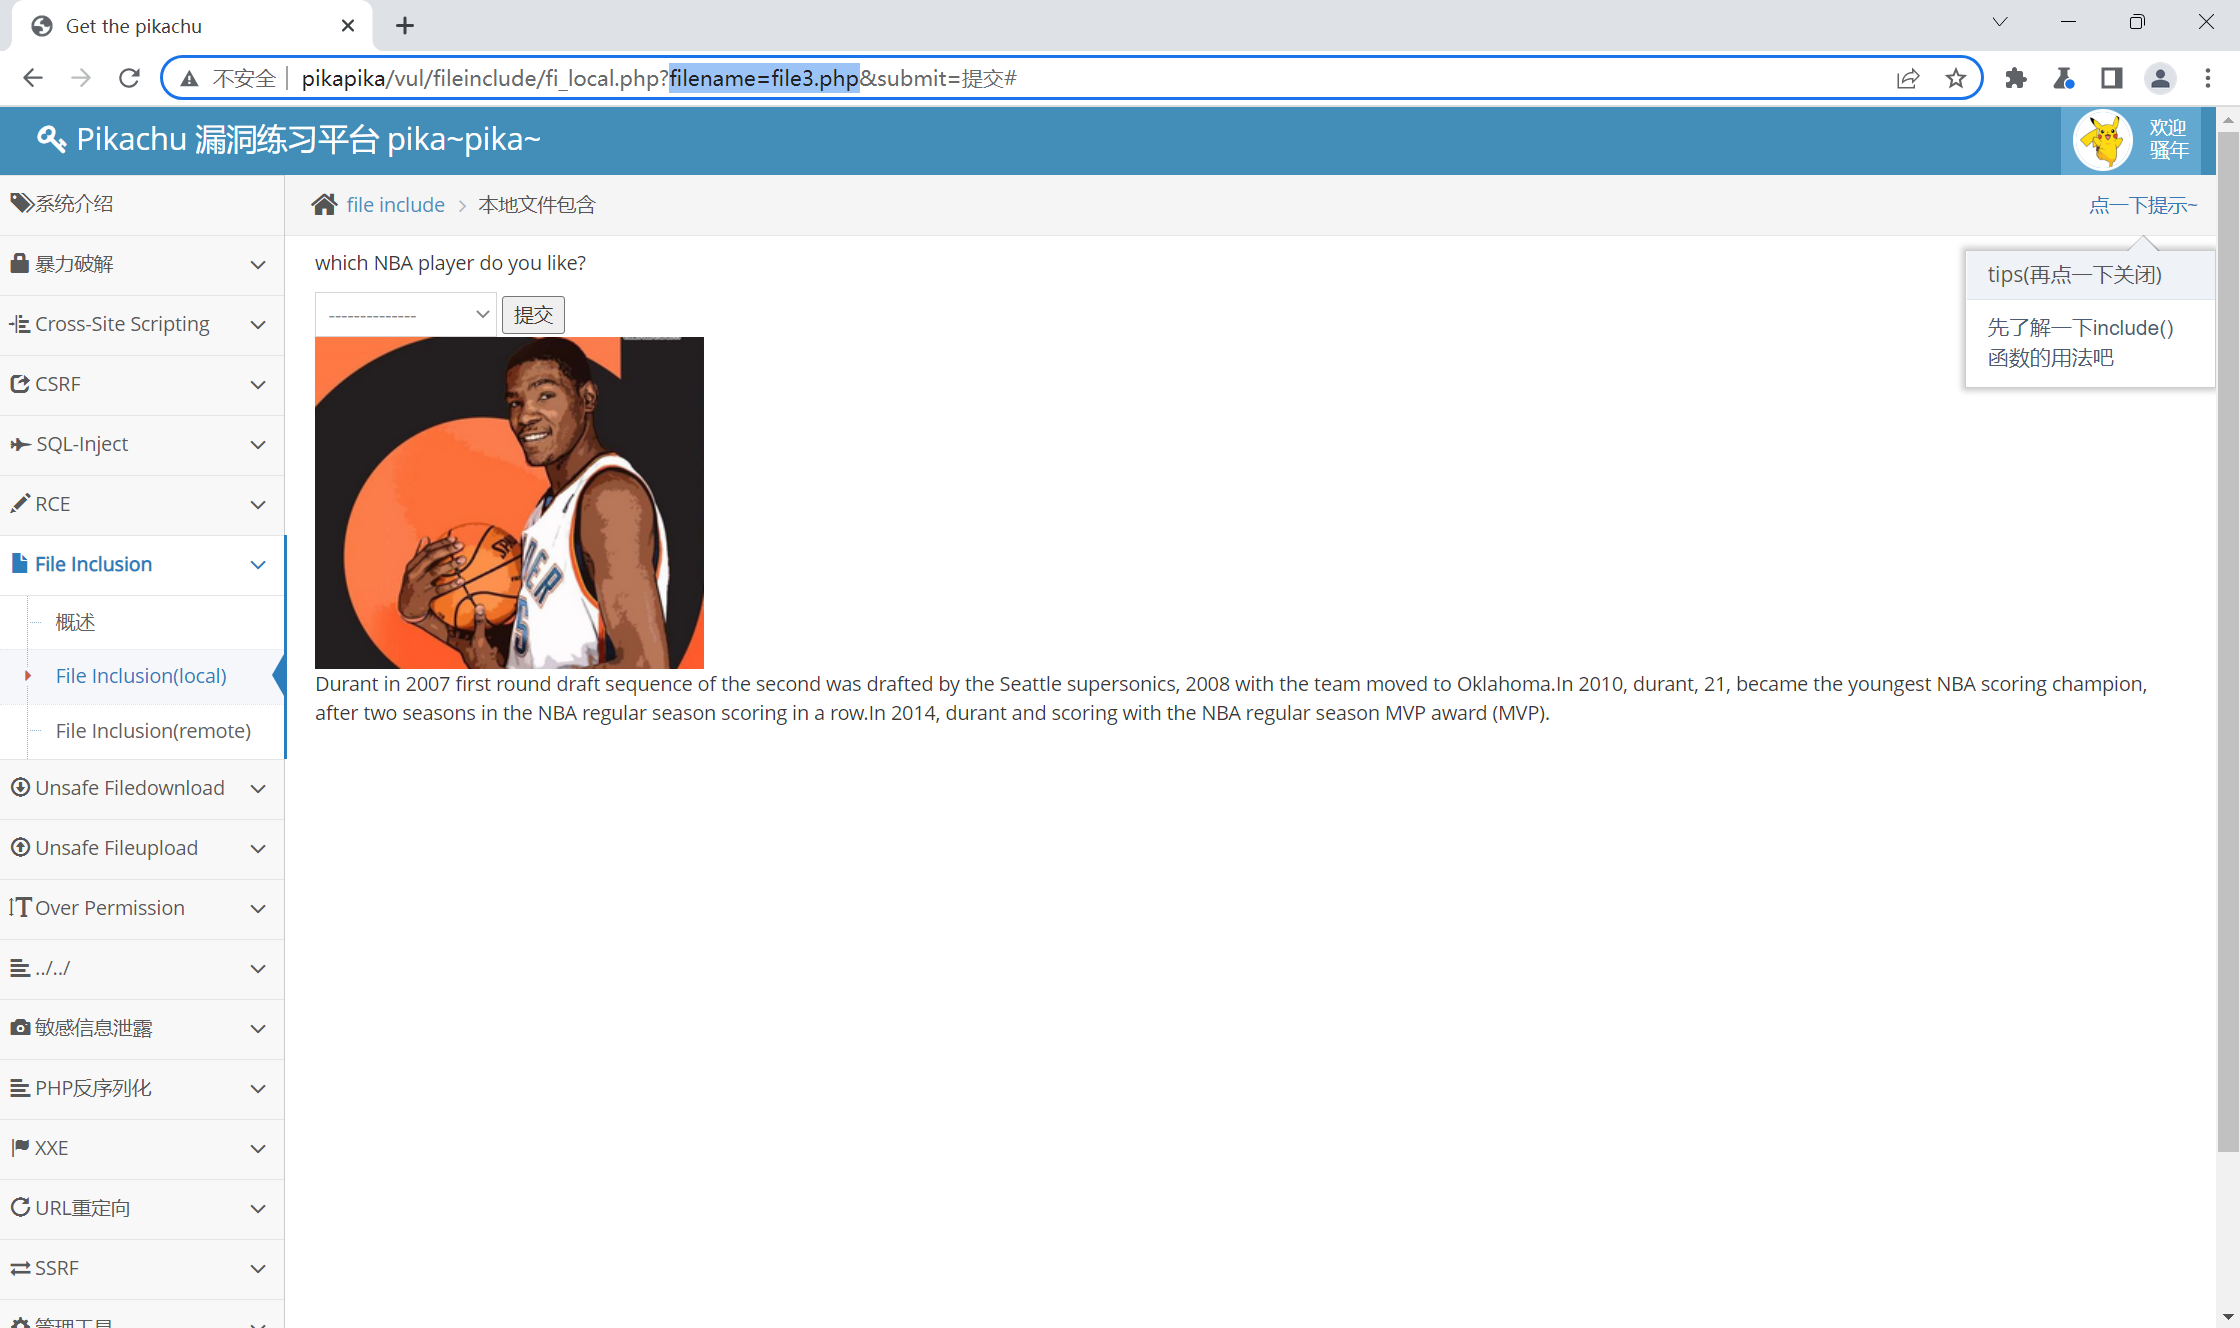 Get the pikachu
不安全
pikapika/vul/fileinclude/fi_local.php?filename=file3.php&submit=提交#
Pikachu 漏洞练习平台 pika~pika~
欢迎
骚年
系统介绍
暴力破解
Cross-Site Scripting
CSRF
SQL-Inject
RCE
File Inclusion
概述
File Inclusion(local)
File Inclusion(remote)
Unsafe Filedownload
Unsafe Fileupload
Over Permission
../../
敏感信息泄露
PHP反序列化
XXE
URL重定向
SSRF
管理工具
file include
本地文件包含
点一下提示~
tips(再点一下关闭)
先了解一下include()
函数的用法吧
which NBA player do you like?
--------------
提交
Durant in 2007 first round draft sequence of the second was drafted by the Seattle supersonics, 2008 with the team moved to Oklahoma.In 2010, durant, 21, became the youngest NBA scoring champion,
after two seasons in the NBA regular season scoring in a row.In 2014, durant and scoring with the NBA regular season MVP award (MVP).